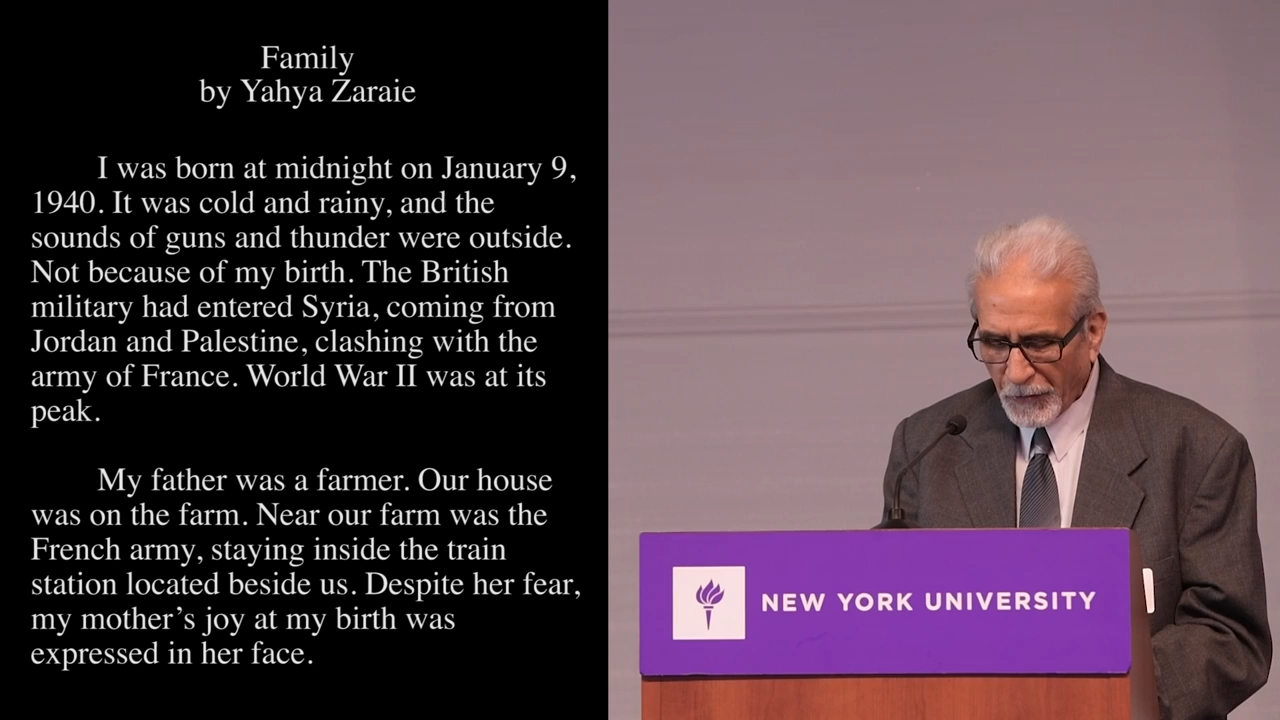 Family
by Yahya Zaraie
I was born at midnight on January 9,
1940. It was cold and rainy, and the
sounds of guns and thunder were outside.
Not because of my birth. The British
military had entered Syria, coming from
Jordan and Palestine, clashing with the
army of France. World War II was at its
peak.
My father was a farmer. Our house
was on the farm. Near our farm was the
French army, staying inside the train
station located beside us. Despite her fear,
my mother’s joy at my birth was
expressed in her face.
NEW YORK UNIVERSITY